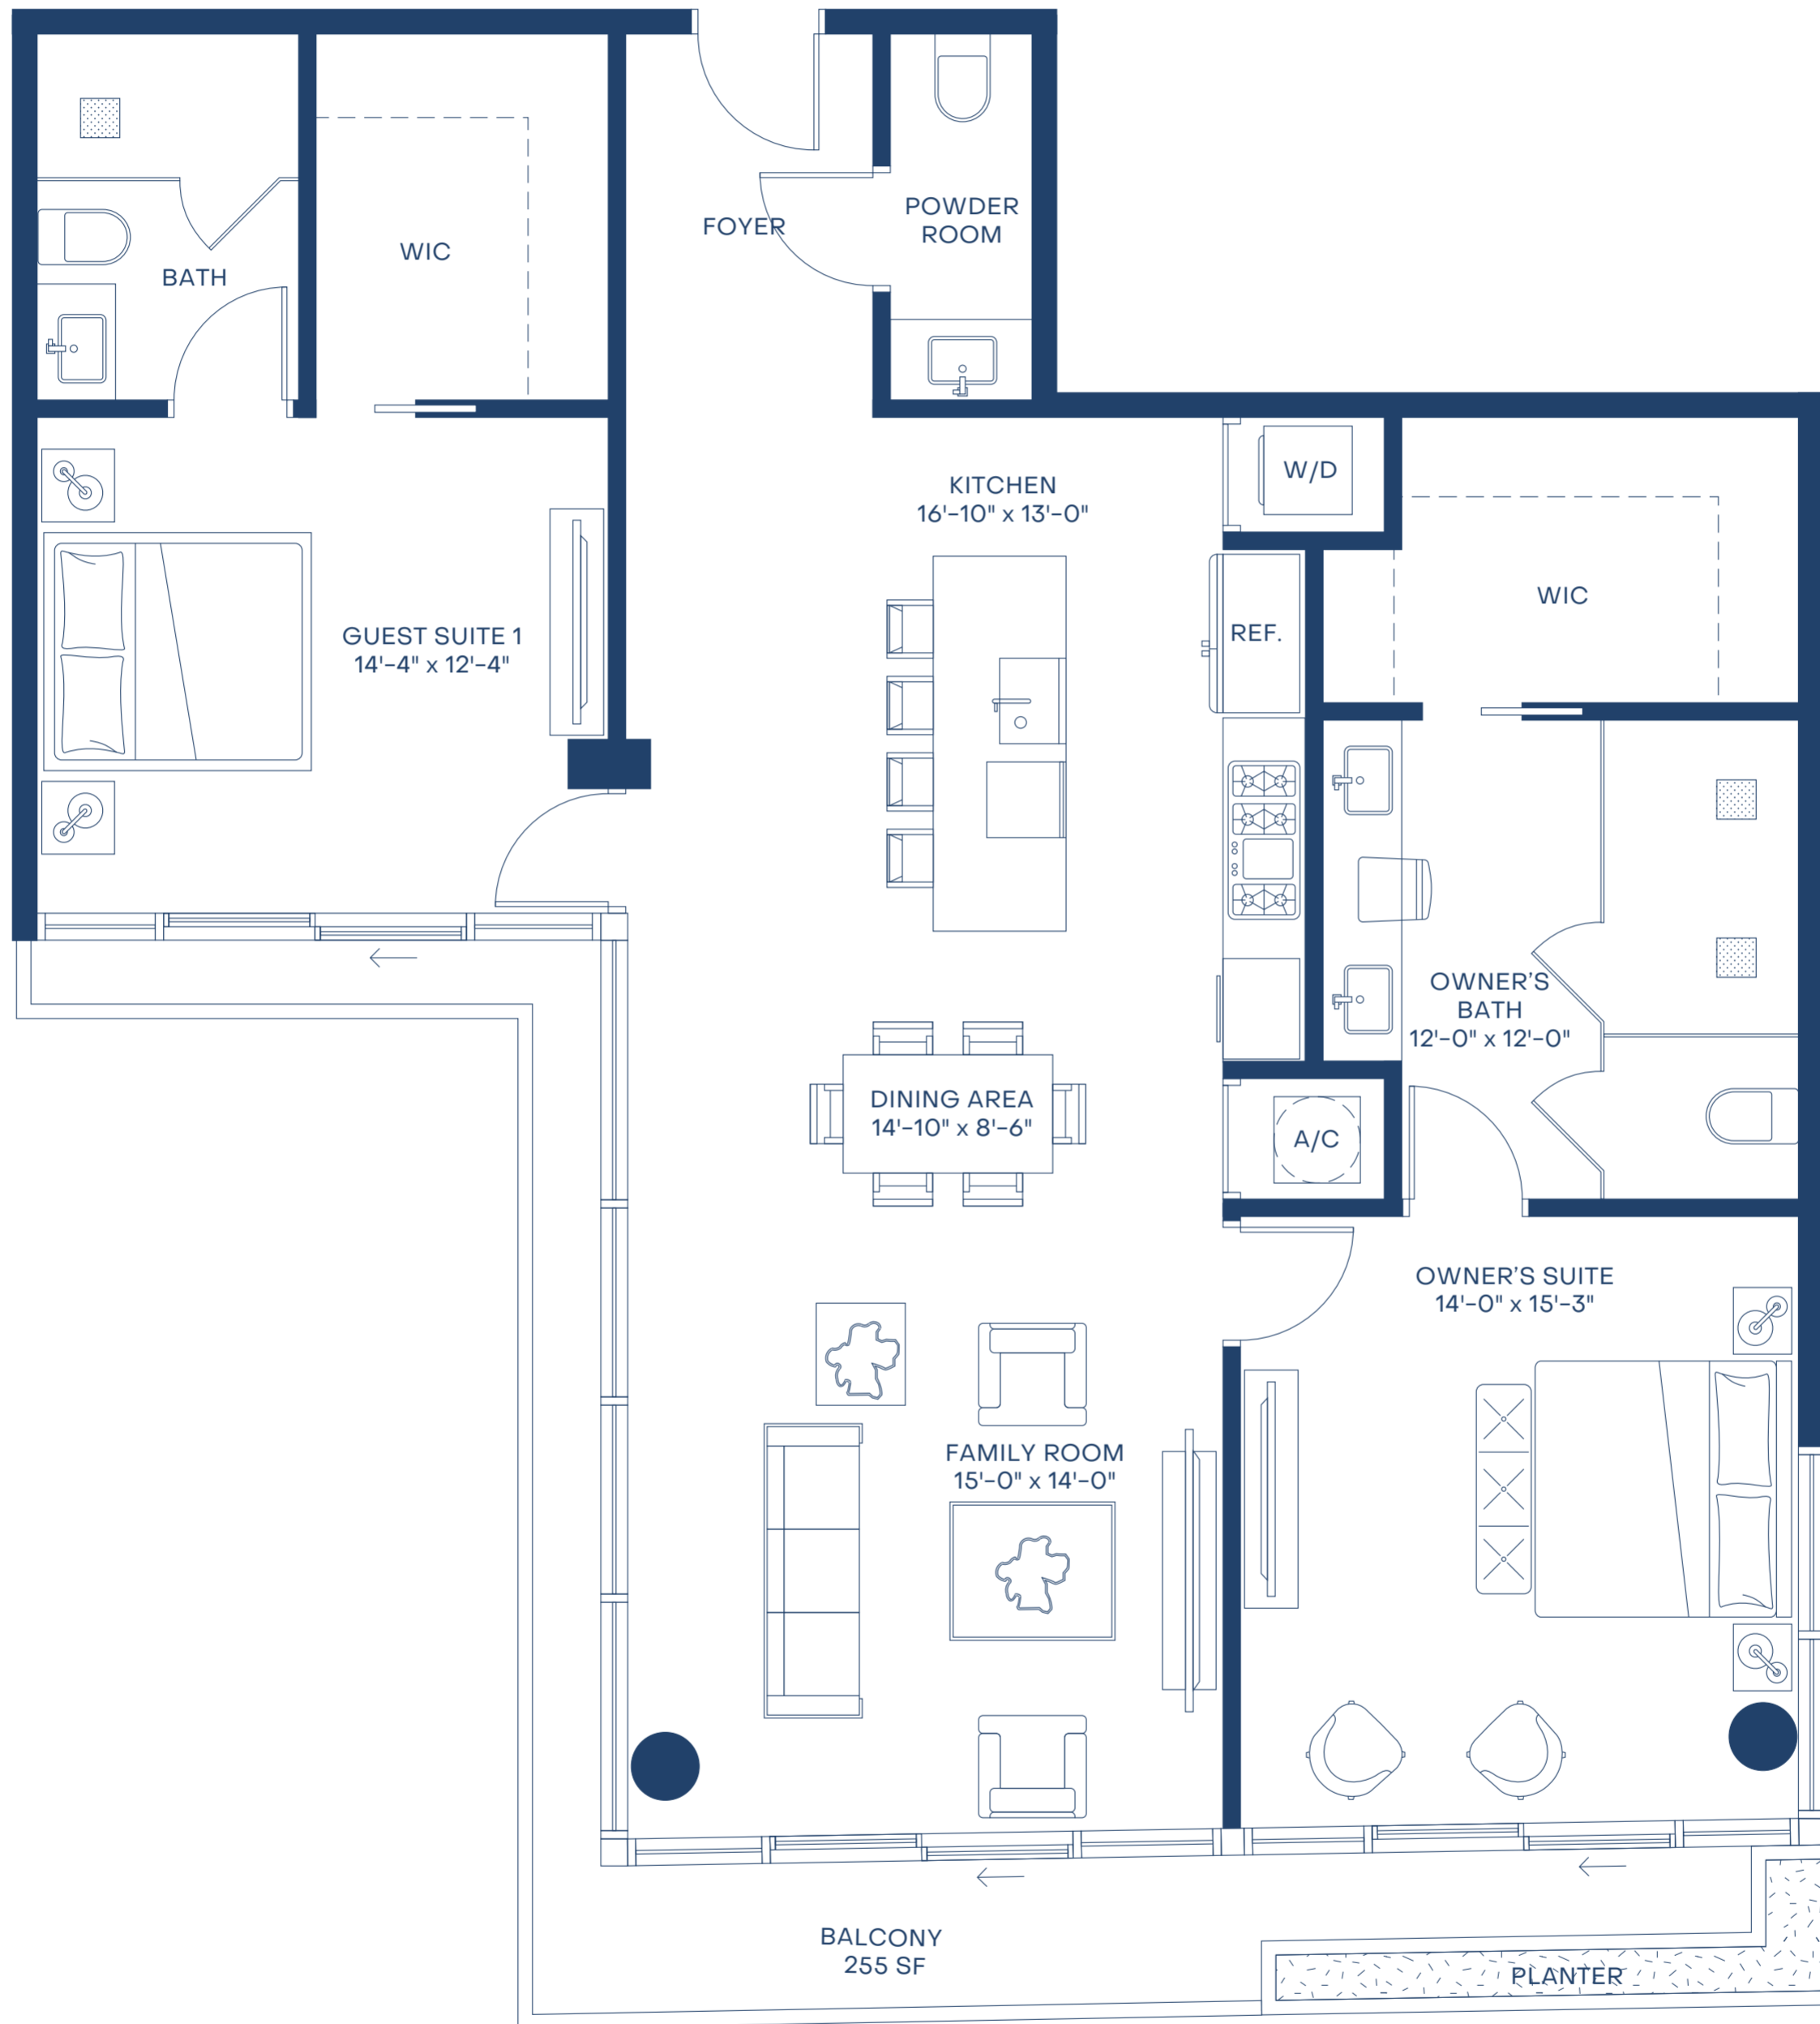 POWDER
ROOM
FOYER
WIC
BATH
W/D
KITCHEN
16'-10" x 13'-0"
WIC
REF.
GUEST SUITE 1
14'-4" x 12'-4"
OWNER'S
BATH
12'-0" x 12'-0"
DINING AREA
14'-10" x 8'-6"
A/C
OWNER'S SUITE
14'-0" x 15'-3"
FAMILY ROOM
15'-0" x 14'-0"
BALCONY
255 SF
PLANTER